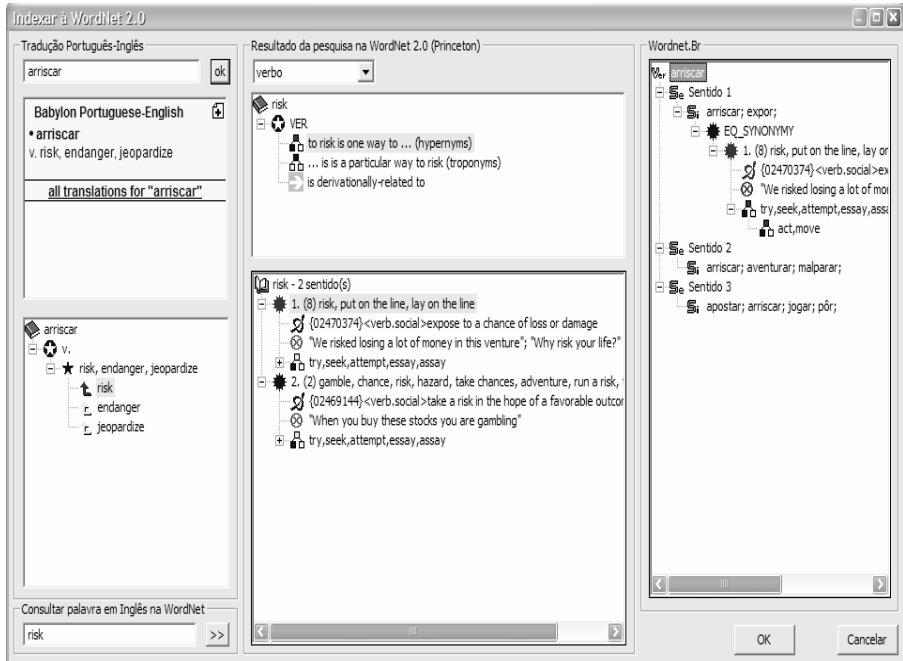 Indexar à WordNet 2.0
Tradução Português-Inglês
arriscar
ok
Babylon Portuguese-English
• arriscar
v. risk, endanger, jeopardize
all translations for "arriscar"
arriscar
v.
risk, endanger, jeopardize
risk
endanger
jeopardize
Consultar palavra em Inglês na WordNet
risk
>>
Resultado da pesquisa na WordNet 2.0 (Princeton)
verbo
risk
VER
to risk is one way to ... (hypernyms)
... is is a particular way to risk (troponyms)
is derivationally-related to
risk - 2 sentido(s)
1. (8) risk, put on the line, lay on the line
{02470374}<verb.social>expose to a chance of loss or damage
"We risked losing a lot of money in this venture"; "Why risk your life?"
try,seek,attempt,essay,assay
2. (2) gamble, chance, risk, hazard, take chances, adventure, run a risk,
{02469144}<verb.social>take a risk in the hope of a favorable outcor
"When you buy these stocks you are gambling"
try,seek,attempt,essay,assay
Wordnet.Br
Ver arriscar
Se Sentido 1
Si arriscar; expor;
EQ_SYNONYMY
1. (8) risk, put on the line, lay or
{02470374}<verb.social>ex
"We risked losing a lot of mor
try,seek,attempt,essay,assa
act,move
Se Sentido 2
Si arriscar; aventurar; malparar;
Se Sentido 3
Si apostar; arriscar; jogar; pôr;
OK
Cancelar